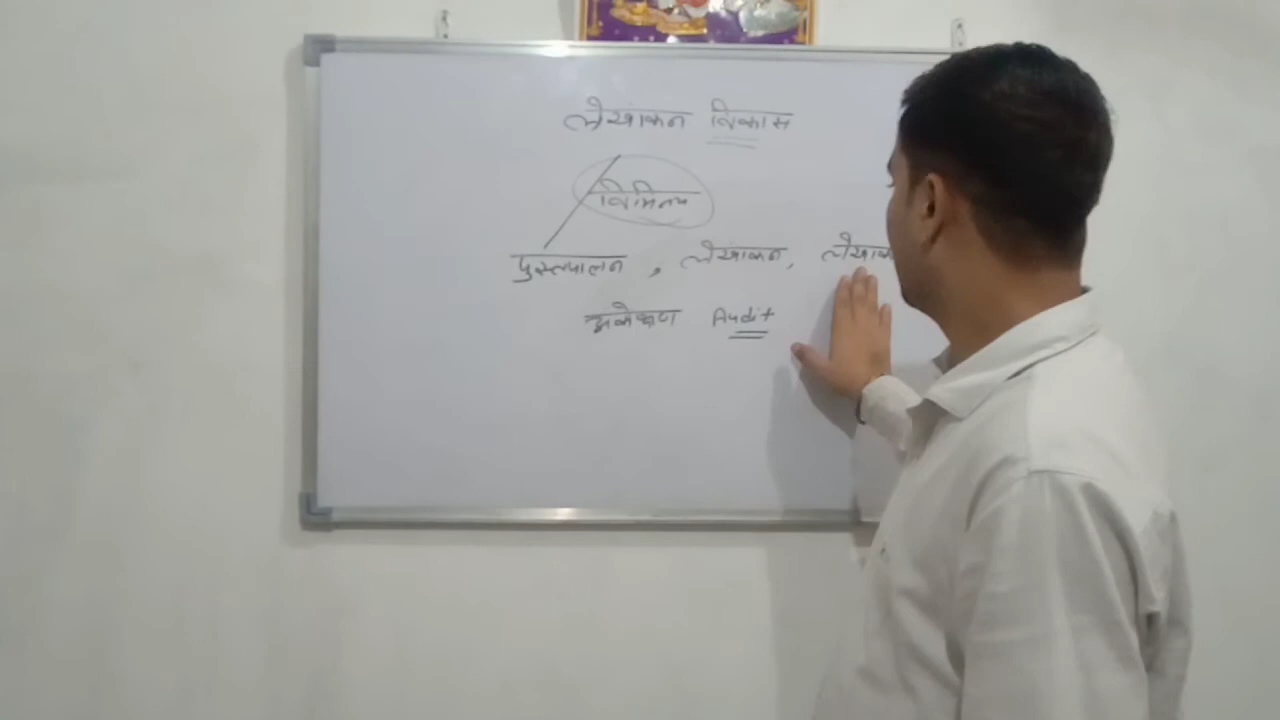 लेखांकन विकास
विनिमय
पुस्तपालन, लेखांकन, लेखाक
अंकेक्षण Audit